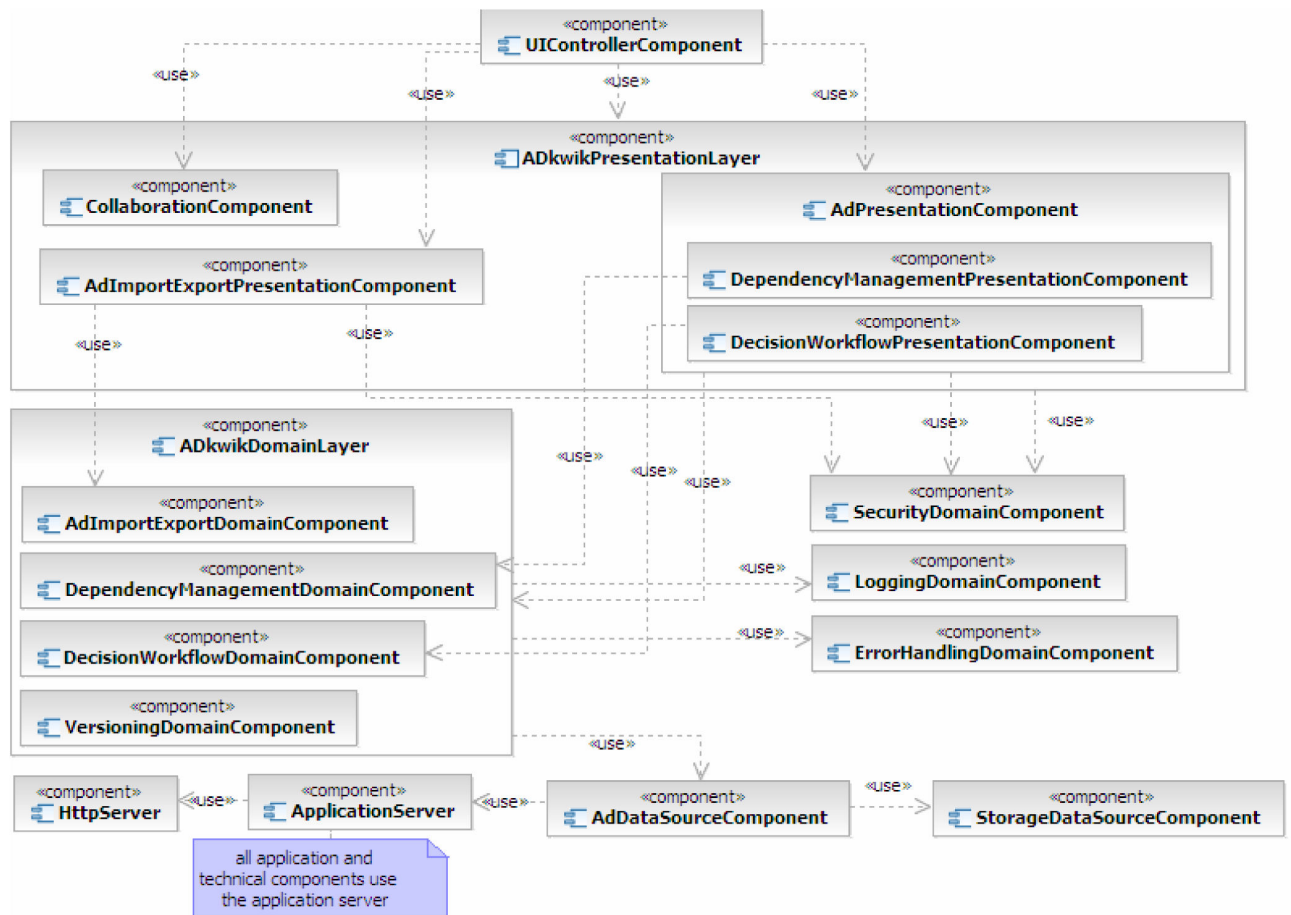 «component»
UIControllerComponent
«use»
«use»
«use»
«use»
«component»
ADkwikPresentationLayer
«component»
CollaborationComponent
«component»
AdPresentationComponent
«component»
AdImportExportPresentationComponent
«component»
DependencyManagementPresentationComponent
«component»
DecisionWorkflowPresentationComponent
«use»
«use»
«component»
ADkwikDomainLayer
«use»
«use»
«use»
«use»
«use»
«component»
AdImportExportDomainComponent
«component»
SecurityDomainComponent
«component»
DependencyManagementDomainComponent
«use»
«component»
LoggingDomainComponent
«component»
DecisionWorkflowDomainComponent
«use»
«component»
ErrorHandlingDomainComponent
«component»
VersioningDomainComponent
«use»
«component»
HttpServer
«use»
«component»
ApplicationServer
«use»
«component»
AdDataSourceComponent
«use»
«component»
StorageDataSourceComponent
all application and
technical components use
the application server